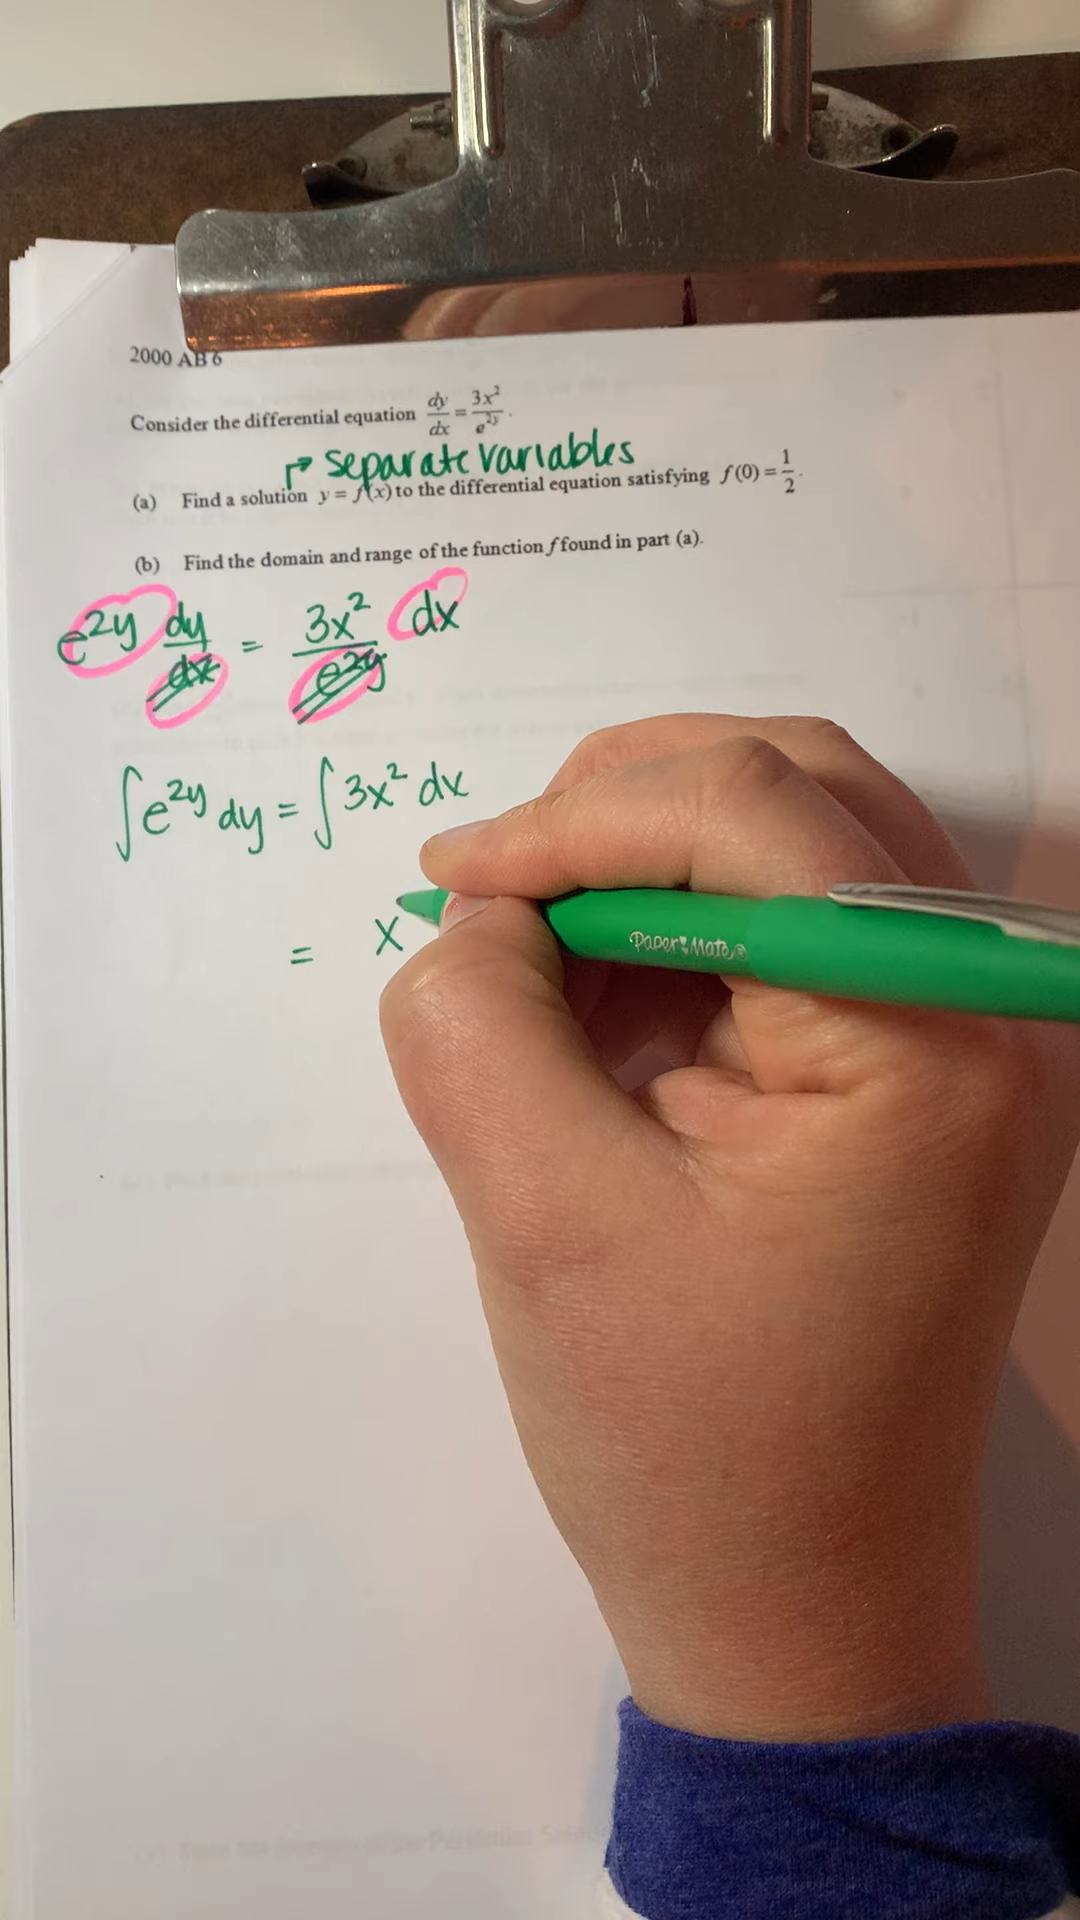 2000 AB 6
Consider the differential equation dy/dx = 3x²/e^{2y}.
↱ separate variables
(a) Find a solution y = f(x) to the differential equation satisfying f(0) = 1/2.
(b) Find the domain and range of the function f found in part (a).
e^{2y} dy/dx = 3x²/e^{2y} dx
∫e^{2y} dy = ∫3x² dx
= x
Paper Mate®